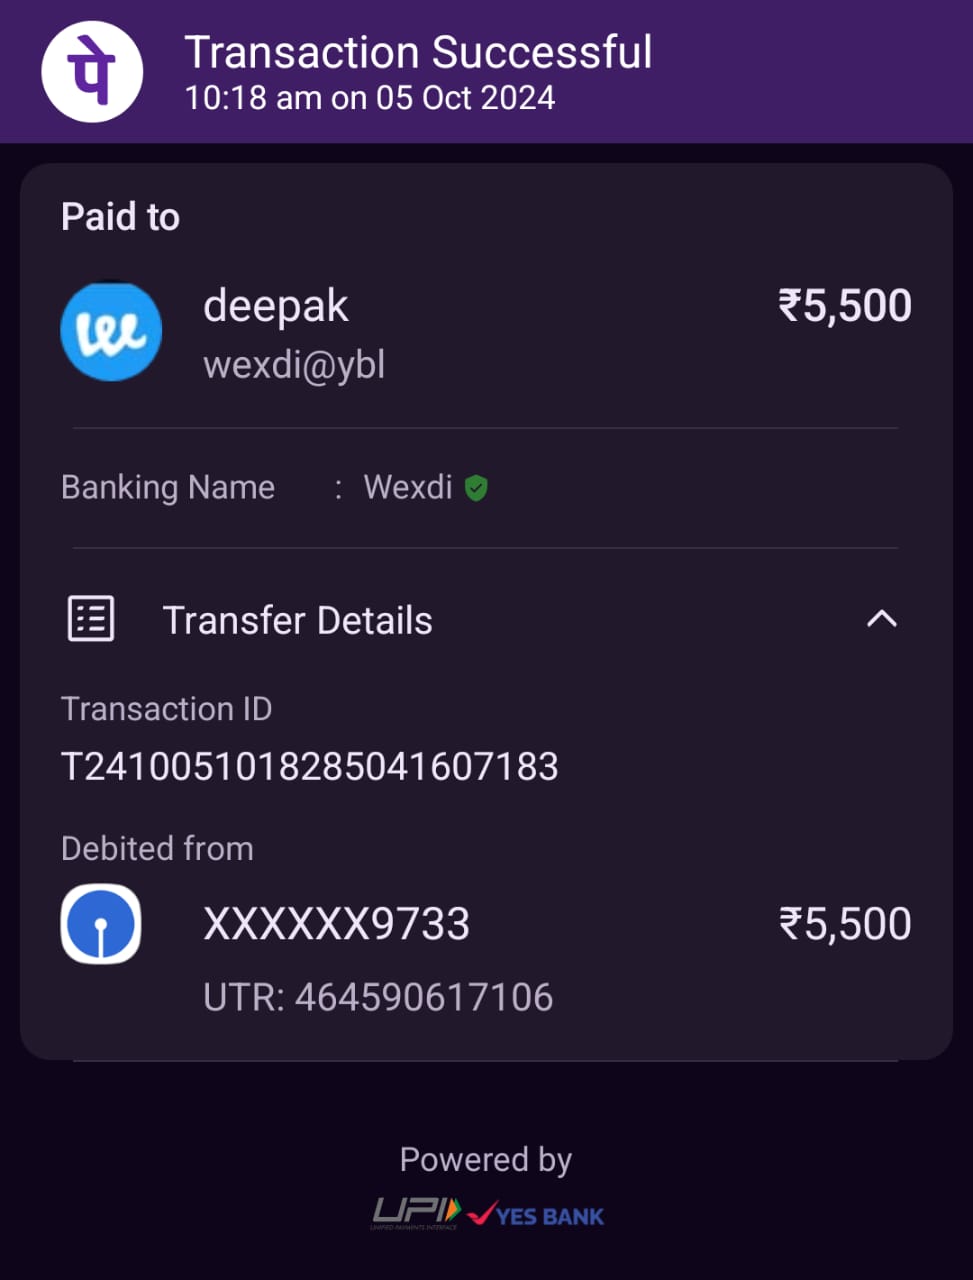 पे
Transaction Successful
10:18 am on 05 Oct 2024
Paid to
we
deepak
₹5,500
wexdi@ybl
Banking Name : Wexdi
Transfer Details
Transaction ID
T2410051018285041607183
Debited from
XXXXXX9733
₹5,500
UTR: 464590617106
Powered by
UPI
UNIFIED PAYMENTS INTERFACE
YES BANK